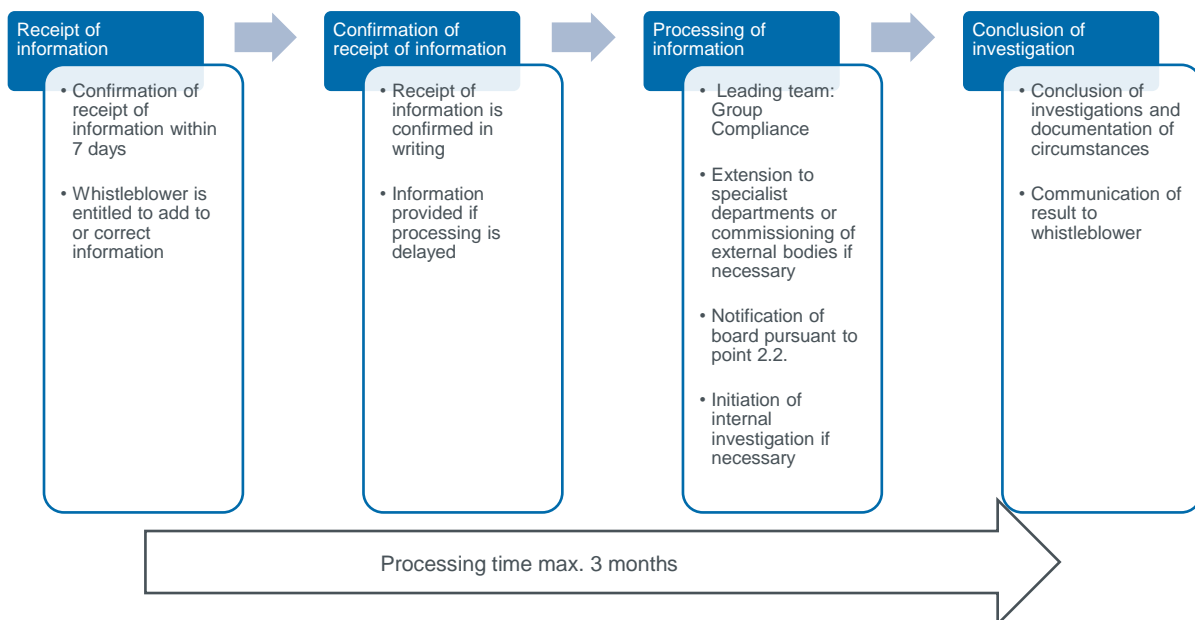 Receipt of
information
• Confirmation of
receipt of
information within
7 days
• Whistleblower is
entitled to add to
or correct
information
Confirmation of
receipt of information
• Receipt of
information is
confirmed in
writing
• Information
provided if
processing is
delayed
Processing of
information
• Leading team:
Group
Compliance
• Extension to
specialist
departments or
commissioning of
external bodies if
necessary
• Notification of
board pursuant to
point 2.2.
• Initiation of
internal
investigation if
necessary
Conclusion of
investigation
• Conclusion of
investigations and
documentation of
circumstances
• Communication of
result to
whistleblower
Processing time max. 3 months